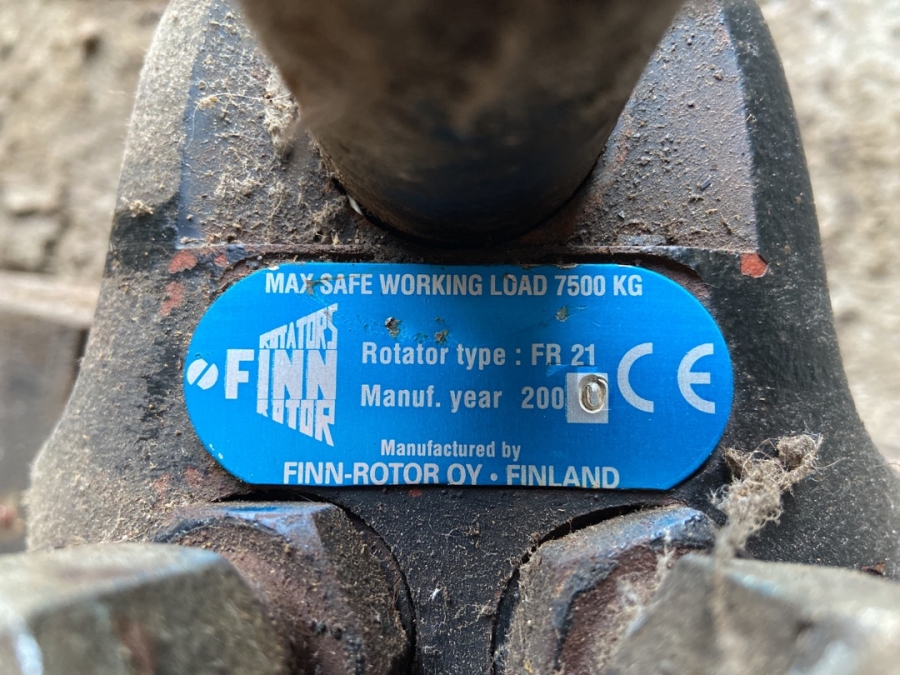 MAX SAFE WORKING LOAD 7500 KG
ROTATORS
FINN
ROTOR
Rotator type : FR 21
Manuf. year 2000
CE
Manufactured by
FINN-ROTOR OY • FINLAND